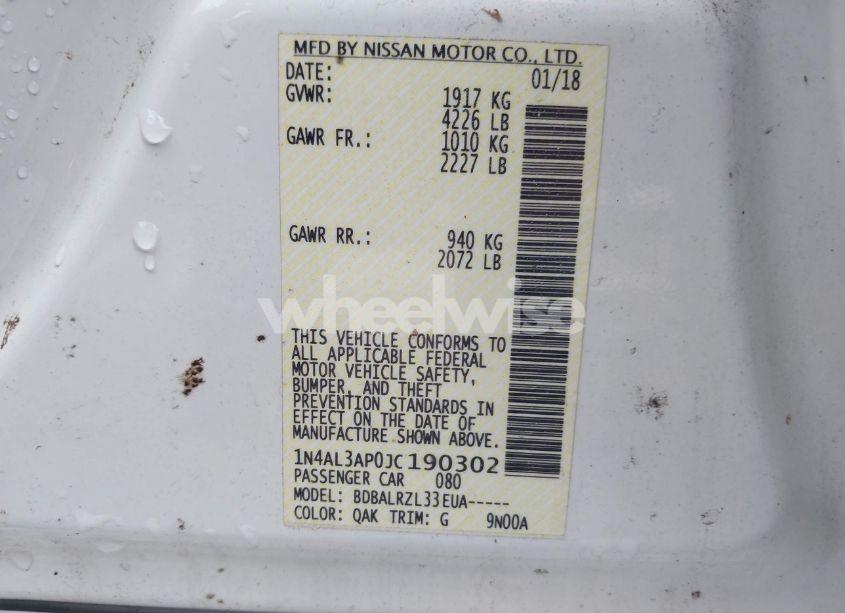 MFD BY NISSAN MOTOR CO., LTD.
DATE: 01/18
GVWR: 1917 KG
4226 LB
GAWR FR.: 1010 KG
2227 LB
GAWR RR.: 940 KG
2072 LB
wheelwise
THIS VEHICLE CONFORMS TO
ALL APPLICABLE FEDERAL
MOTOR VEHICLE SAFETY,
BUMPER, AND THEFT
PREVENTION STANDARDS IN
EFFECT ON THE DATE OF
MANUFACTURE SHOWN ABOVE.
1N4AL3AP0JC190302
PASSENGER CAR 080
MODEL: BDBALRZL33EUA-----
COLOR: QAK TRIM: G 9N00A